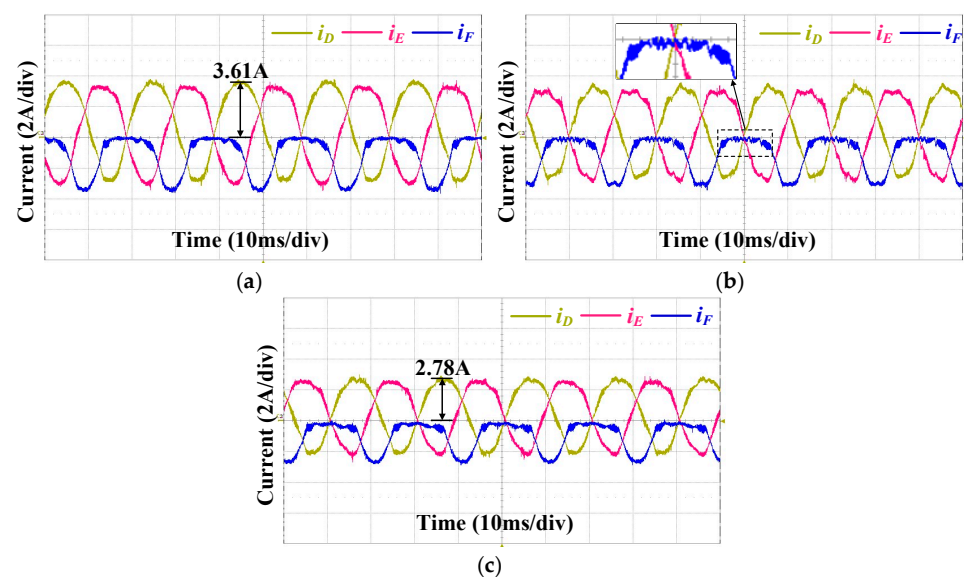 i_D i_E i_F
3.61A
Current (2A/div)
Time (10ms/div)
(a)
i_D i_E i_F
Current (2A/div)
Time (10ms/div)
(b)
i_D i_E i_F
2.78A
Current (2A/div)
Time (10ms/div)
(c)